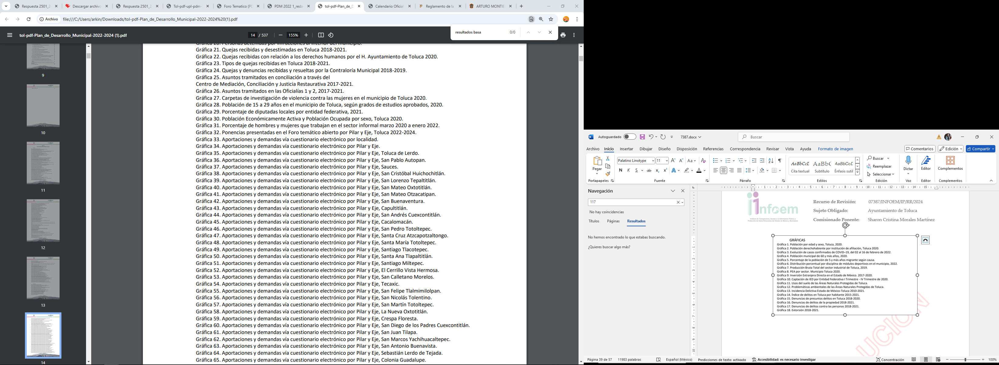 Respuesta 2501_2
Descargar archivo
Respuesta 2501_2
Tol-pdf-upl-pdm-
Foro Tematico (PD
PDM 2022 1_reda
tol-pdf-Plan_de_D
Calendario Oficial
Reglamento de la
ARTURO MONTIE
Archivo
file:///C:/Users/arkin/Downloads/tol-pdf-Plan_de_Desarrollo_Municipal-2022-2024%20(1).pdf
resultados basa 0/0
tol-pdf-Plan_de_Desarrollo_Municipal-2022-2024 (1).pdf
14 / 537
155%
9
10
11
12
13
14
Gráfica 20. Personas detenidas por infracciones al interior del municipio.
Gráfica 21. Quejas recibidas y desestimadas en Toluca 2018-2021.
Gráfica 22. Quejas recibidas con relación a los derechos humanos por el H. Ayuntamiento de Toluca 2020.
Gráfica 23. Tipos de quejas recibidas en Toluca 2018-2021.
Gráfica 24. Quejas y denuncias recibidas y resueltas por la Contraloría Municipal 2018-2019.
Gráfica 25. Asuntos tramitados en conciliación a través del
Centro de Mediación, Conciliación y Justicia Restaurativa 2017-2021.
Gráfica 26. Asuntos tramitados en las Oficialías 1 y 2, 2017-2021.
Gráfica 27. Carpetas de investigación de violencia contra las mujeres en el municipio de Toluca 2020.
Gráfica 28. Población de 15 a 29 años en el municipio de Toluca, según grados de estudios aprobados, 2020.
Gráfica 29. Porcentaje de diputadas locales por entidad federativa, 2021.
Gráfica 30. Población Económicamente Activa y Población Ocupada por sexo, Toluca 2020.
Gráfica 31. Porcentaje de hombres y mujeres que trabajan en el sector informal marzo 2020 a enero 2022.
Gráfica 32. Ponencias presentadas en el Foro temático abierto por Pilar y Eje, Toluca 2022-2024.
Gráfica 33. Aportaciones y demandas vía cuestionario electrónico por localidad.
Gráfica 34. Aportaciones y demandas vía cuestionario electrónico por Pilar y Eje.
Gráfica 35. Aportaciones y demandas vía cuestionario electrónico por Pilar y Eje, Toluca de Lerdo.
Gráfica 36. Aportaciones y demandas vía cuestionario electrónico por Pilar y Eje, San Pablo Autopan.
Gráfica 37. Aportaciones y demandas vía cuestionario electrónico por Pilar y Eje, Sauces.
Gráfica 38. Aportaciones y demandas vía cuestionario electrónico por Pilar y Eje, San Cristóbal Huichochitlán.
Gráfica 39. Aportaciones y demandas vía cuestionario electrónico por Pilar y Eje, San Lorenzo Tepaltitlán.
Gráfica 40. Aportaciones y demandas vía cuestionario electrónico por Pilar y Eje, San Mateo Oxtotitlán.
Gráfica 41. Aportaciones y demandas vía cuestionario electrónico por Pilar y Eje, San Mateo Otzacatipan.
Gráfica 42. Aportaciones y demandas vía cuestionario electrónico por Pilar y Eje, San Buenaventura.
Gráfica 43. Aportaciones y demandas vía cuestionario electrónico por Pilar y Eje, Capultitlán.
Gráfica 44. Aportaciones y demandas vía cuestionario electrónico por Pilar y Eje, San Andrés Cuexcontitlán.
Gráfica 45. Aportaciones y demandas vía cuestionario electrónico por Pilar y Eje, Cacalomacán.
Gráfica 46. Aportaciones y demandas vía cuestionario electrónico por Pilar y Eje, San Pedro Totoltepec.
Gráfica 47. Aportaciones y demandas vía cuestionario electrónico por Pilar y Eje, Santa Cruz Atzcapotzaltongo.
Gráfica 48. Aportaciones y demandas vía cuestionario electrónico por Pilar y Eje, Santa María Totoltepec.
Gráfica 49. Aportaciones y demandas vía cuestionario electrónico por Pilar y Eje, Santiago Tlacotepec.
Gráfica 50. Aportaciones y demandas vía cuestionario electrónico por Pilar y Eje, Santa Ana Tlapaltitlán.
Gráfica 51. Aportaciones y demandas vía cuestionario electrónico por Pilar y Eje, Santiago Miltepec.
Gráfica 52. Aportaciones y demandas vía cuestionario electrónico por Pilar y Eje, El Cerrillo Vista Hermosa.
Gráfica 53. Aportaciones y demandas vía cuestionario electrónico por Pilar y Eje, San Calletano Morelos.
Gráfica 54. Aportaciones y demandas vía cuestionario electrónico por Pilar y Eje, Tecaxic.
Gráfica 55. Aportaciones y demandas vía cuestionario electrónico por Pilar y Eje, San Felipe Tlalmimilolpan.
Gráfica 56. Aportaciones y demandas vía cuestionario electrónico por Pilar y Eje, San Nicolás Tolentino.
Gráfica 57. Aportaciones y demandas vía cuestionario electrónico por Pilar y Eje, San Martín Totoltepec.
Gráfica 58. Aportaciones y demandas vía cuestionario electrónico por Pilar y Eje, La Nueva Oxtotitlán.
Gráfica 59. Aportaciones y demandas vía cuestionario electrónico por Pilar y Eje, Crespa Floresta.
Gráfica 60. Aportaciones y demandas vía cuestionario electrónico por Pilar y Eje, San Diego de los Padres Cuexcontitlán.
Gráfica 61. Aportaciones y demandas vía cuestionario electrónico por Pilar y Eje, San Juan Tilapa.
Gráfica 62. Aportaciones y demandas vía cuestionario electrónico por Pilar y Eje, San Marcos Yachihuacaltepec.
Gráfica 63. Aportaciones y demandas vía cuestionario electrónico por Pilar y Eje, San Antonio Buenavista.
Gráfica 64. Aportaciones y demandas vía cuestionario electrónico por Pilar y Eje, Sebastián Lerdo de Tejada.
Gráfica 65. Aportaciones y demandas vía cuestionario electrónico por Pilar y Eje, Colonia Guadalupe.
Autoguardado
7387.docx
Buscar
Archivo Inicio Insertar Dibujar Diseño Disposición Referencias Correspondencia Revisar Vista Ayuda Formato de imagen
Comentarios Edición Compartir
Pegar
Portapapeles
Palatino Linotype 11
Fuente
Párrafo
AaBbCcL AaBbC AaBbCcL
Cita textual Subtítulo Énfasis sutil
Estilos
Buscar
Reemplazar
Seleccionar
Edición
Dictar
Voz
Editor
Editor
Complementos
Complementos
Navegación
117
No hay coincidencias
Títulos Páginas Resultados
No hemos encontrado lo que estabas buscando.
¿Quieres buscar algo más?
infoem
Instituto de Transparencia, Acceso a la Información Pública y
Protección de Datos Personales del Estado de México y Municipios
Recurso de Revisión: 07387/INFOEM/IP/RR/2024
Sujeto Obligado: Ayuntamiento de Toluca
Comisionado Ponente: Sharon Cristina Morales Martínez
GRÁFICAS
Gráfica 1. Población por edad y sexo, Toluca, 2020.
Gráfica 2. Población derechohabiente por institución de afiliación, Toluca 2020.
Gráfica 3. Evolución de casos confirmados de COVID–19, del 02 al 16 de febrero de 2022.
Gráfica 4. Población municipal de 60 y más años, 2020.
Gráfica 5. Porcentaje de la población de 5 y más años migrante según causa.
Gráfica 6. Distribución porcentual por disciplina de módulos deportivos en el municipio, 2022.
Gráfica 7. Producción Bruta Total del sector industrial de Toluca, 2019.
Gráfica 8. PEA por sector. Municipio Toluca 2020.
Gráfica 9: Inversión Extranjera Directa en el Estado de México. 2017-2020.
Gráfica 10. Captación de IED por Entidad Federativa I Trimestre - IV Trimestre de 2020.
Gráfica 11. Usos del suelo de las Áreas Naturales Protegidas de Toluca.
Gráfica 12. Problemáticas ambientales de las Áreas Naturales Protegidas de Toluca.
Gráfica 13. Incidencia Delictiva Estado de México-Toluca 2010-2021.
Gráfica 14. Índice de delitos en Toluca por habitante 2015-2021.
Gráfica 15. Denuncias de presuntos delitos en Toluca 2018-2020.
Gráfica 16. Denuncias de delitos de la propiedad 2018-2021.
Gráfica 17. Denuncias de delitos contra las personas 2018-2021.
Gráfica 18. Extorsión 2018-2021.
UCIÓN
Página 39 de 57 11983 palabras Español (México) Predicciones de texto: activado Accesibilidad: es necesario investigar Concentración 100%